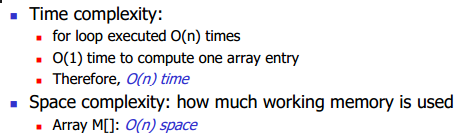 Time complexity:
for loop executed O(n) times
O(1) time to compute one array entry
Therefore, O(n) time
Space complexity: how much working memory is used
Array M[]: O(n) space